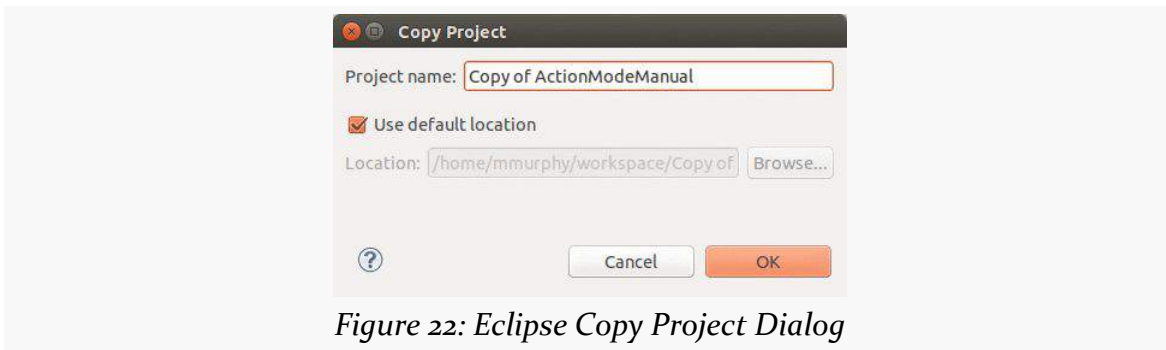 Copy Project
Project name: Copy of ActionModeManual
Use default location
Location: /home/mmurphy/workspace/Copy of Browse...
? Cancel OK
Figure 22: Eclipse Copy Project Dialog